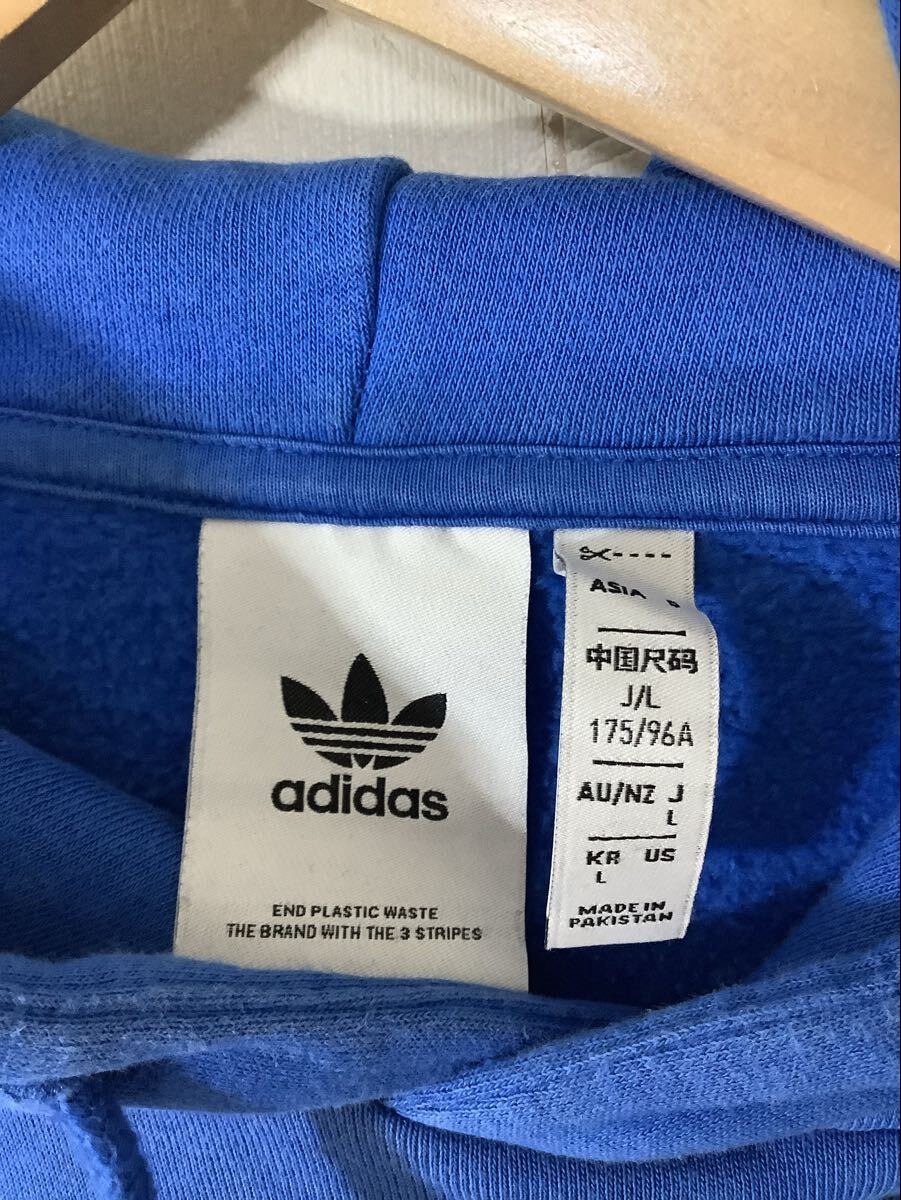 adidas
END PLASTIC WASTE
THE BRAND WITH THE 3 STRIPES
ASIA
中国尺码
J/L
175/96A
AU/NZ J
L
KR US
L
MADE IN
PAKISTAN